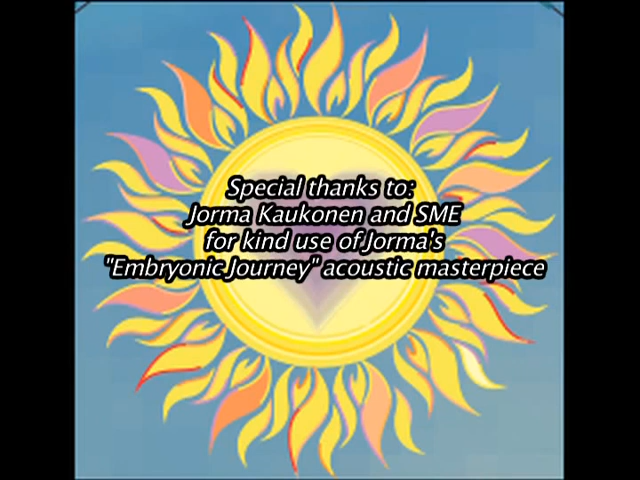 Special thanks to:
Jorma Kaukonen and SME
for kind use of Jorma's
"Embryonic Journey" acoustic masterpiece